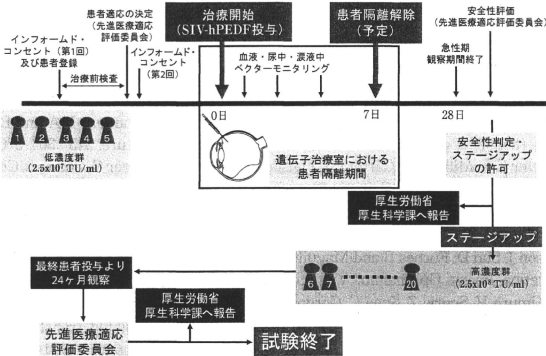 患者適応の決定
(先進医療適応
評価委員会)
インフォームド・
コンセント(第1回)
及び患者登録
インフォームド・
コンセント
(第2回)
治療前検査
治療開始
(SIV-hPEDF投与)
血液・尿中・涙液中
ベクターモニタリング
患者隔離解除
(予定)
安全性評価
(先進医療適応
評価委員会)
急性期
観察期間終了
0日
7日
28日
1 2 3 4 5
低濃度群
(2.5x10⁷ TU/ml)
遺伝子治療室における
患者隔離期間
安全性判定・
ステージアップ
の許可
厚生労働省
厚生科学課へ報告
ステージアップ
6 7 20
高濃度群
(2.5x10⁸ TU/ml)
最終患者投与より
24ヶ月観察
先進医療適応
評価委員会
厚生労働省
厚生科学課へ報告
試験終了